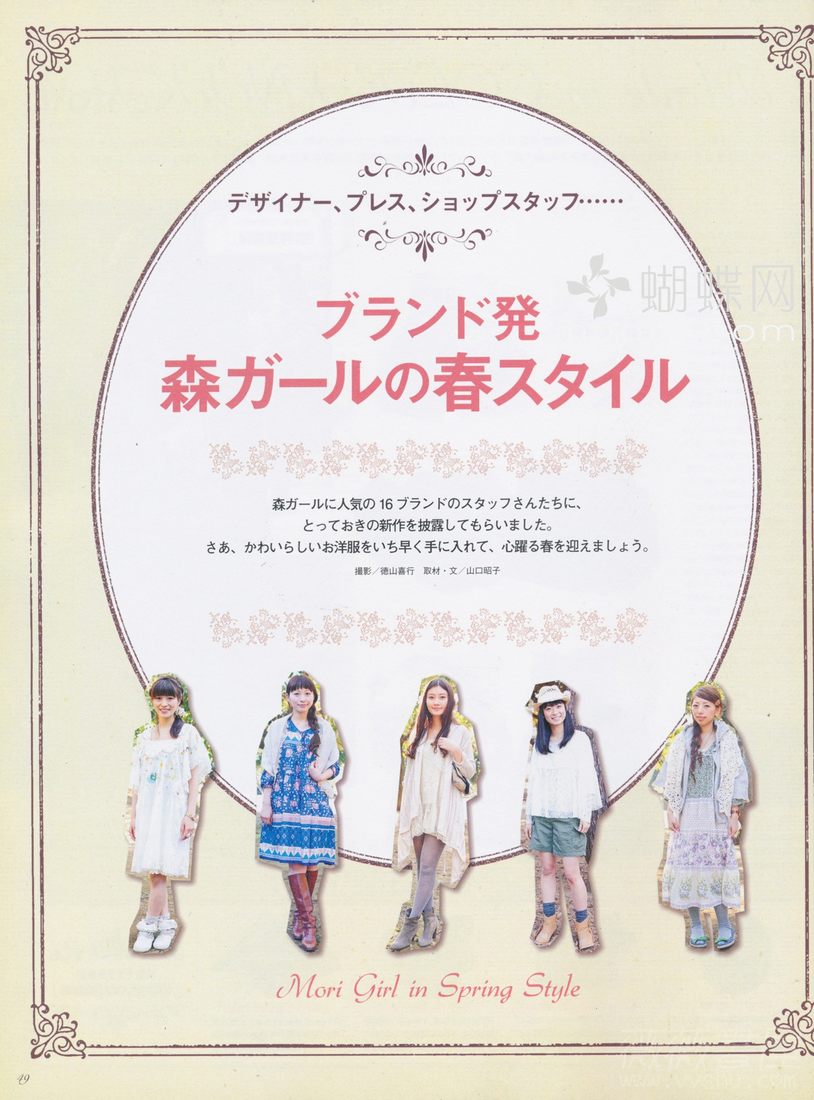 デザイナー、プレス、ショップスタッフ……
蝴蝶网
.com
ブランド発
森ガールの春スタイル
森ガールに人気の 16 ブランドのスタッフさんたちに、
とっておきの新作を披露してもらいました。
さあ、かわいらしいお洋服をいち早く手に入れて、心躍る春を迎えましょう。
撮影／徳山喜行 取材・文／山口昭子
Mori Girl in Spring Style
49